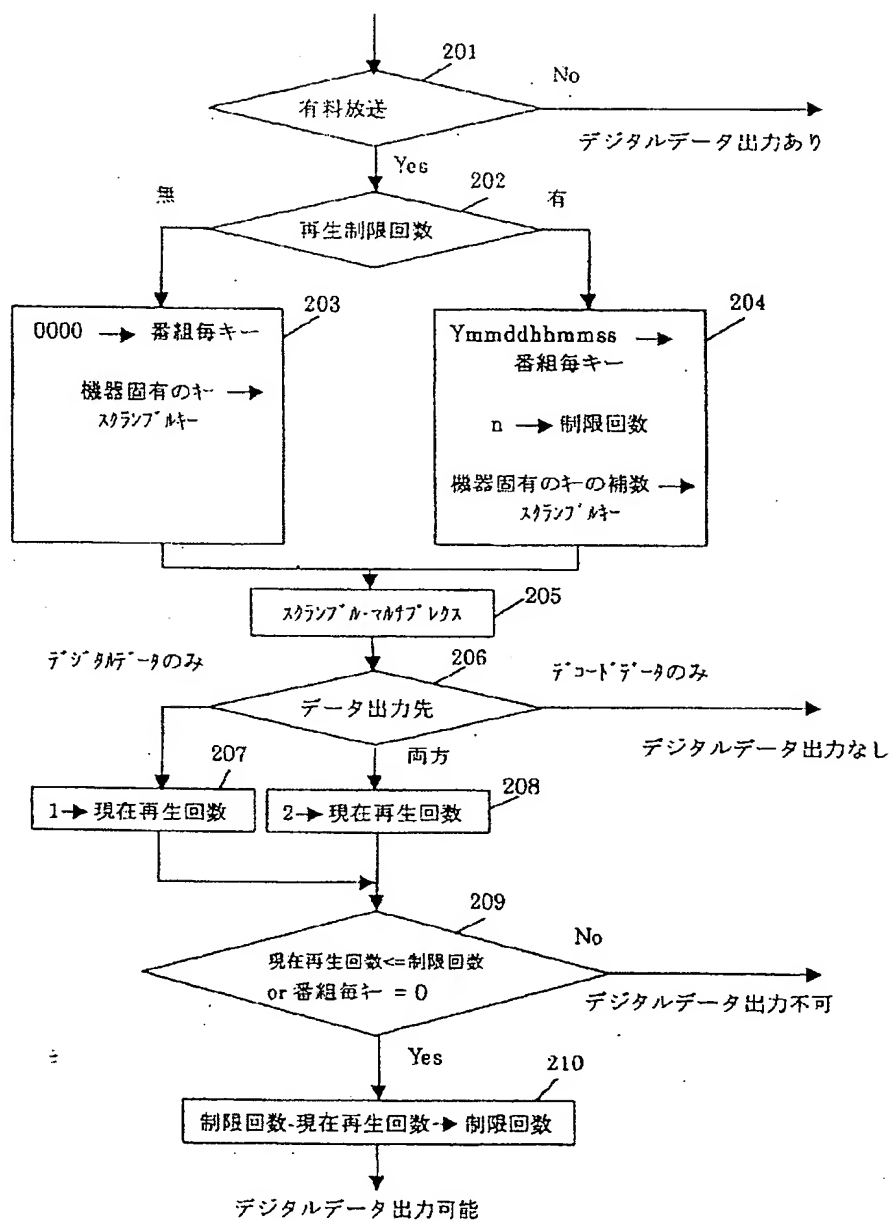 201
No
有料放送
デジタルデータ出力あり
Yes
202
無
有
再生制限回数
203
0000 → 番組毎キー
機器固有のキー →
スクランブルキー
204
Ymmddhhmmss →
番組毎キー
n → 制限回数
機器固有のキーの補数 →
スクランブルキー
スクランブル-マルチプレクス
205
デジタルデータのみ
206
デコードデータのみ
データ出力先
デジタルデータ出力なし
両方
207
1→現在再生回数
208
2→現在再生回数
209
No
現在再生回数<=制限回数
or 番組毎キー = 0
デジタルデータ出力不可
Yes
210
制限回数-現在再生回数-→ 制限回数
デジタルデータ出力可能